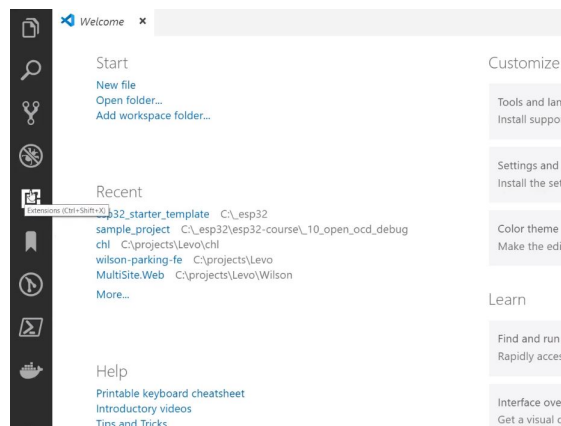 Welcome ×
Start
New file
Open folder...
Add workspace folder...
Recent
Extensions (Ctrl+Shift+X)
esp32_starter_template C:\_esp32
sample_project C:\_esp32\esp32-course\_10_open_ocd_debug
chl C:\projects\Levo\chl
wilson-parking-fe C:\projects\Levo
MultiSite.Web C:\projects\Levo\Wilson
More...
Help
Printable keyboard cheatsheet
Introductory videos
Tips and Tricks
Customize
Tools and lan
Install suppo
Settings and
Install the set
Color theme
Make the edi
Learn
Find and run
Rapidly acces
Interface ove
Get a visual o